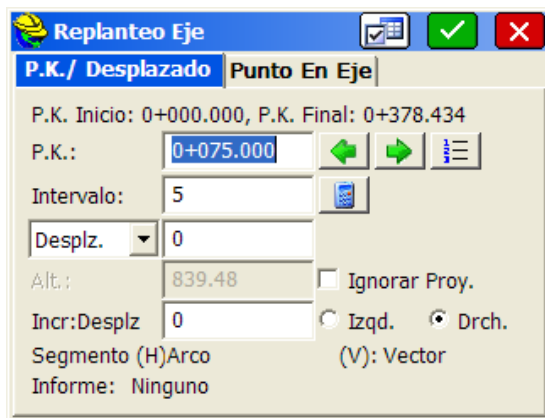 Replanteo Eje
P.K./ Desplazado Punto En Eje
P.K. Inicio: 0+000.000, P.K. Final: 0+378.434
P.K.: 0+075.000
Intervalo: 5
Desplz. 0
Alt.: 839.48 Ignorar Proy.
Incr:Desplz 0 Izqd. Drch.
Segmento (H)Arco (V): Vector
Informe: Ninguno